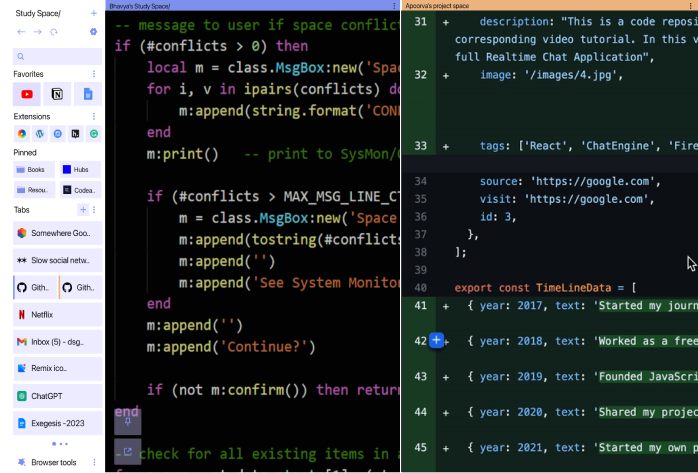 Study Space/
Favorites
Extensions
Pinned
Books
Hubs
Resou..
Codea..
Tabs
Somewhere Goo..
Slow social netw..
Gith..
Gith..
Netflix
Inbox (5) - dsg..
Remix ico..
ChatGPT
Exegesis -2023
Browser tools
Bhavya's Study Space/
-- message to user if space conflict
if (#conflicts > 0) then
local m = class.MsgBox:new('Spac
for i, v in ipairs(conflicts) do
m:append(string.format('CON
end
m:print() -- print to SysMon/
if (#conflicts > MAX_MSG_LINE_CT
m = class.MsgBox:new('Space
m:append(tostring(#conflicts
m:append('')
m:append('See System Monitor
end
m:append('')
m:append('Continue?')
if (not m:confirm()) then return
end
-- check for all existing items in a
Apoorva's project space
31 + description: "This is a code reposi
corresponding video tutorial. In this v
full Realtime Chat Application",
32 + image: '/images/4.jpg',
33 + tags: ['React', 'ChatEngine', 'Fire
34 source: 'https://google.com',
35 visit: 'https://google.com',
36 id: 3,
37 },
38 ];
39
40 export const TimeLineData = [
41 + { year: 2017, text: 'Started my journ
42 + { year: 2018, text: 'Worked as a free
43 + { year: 2019, text: 'Founded JavaScri
44 + { year: 2020, text: 'Shared my projec
45 + { year: 2021, text: 'Started my own p